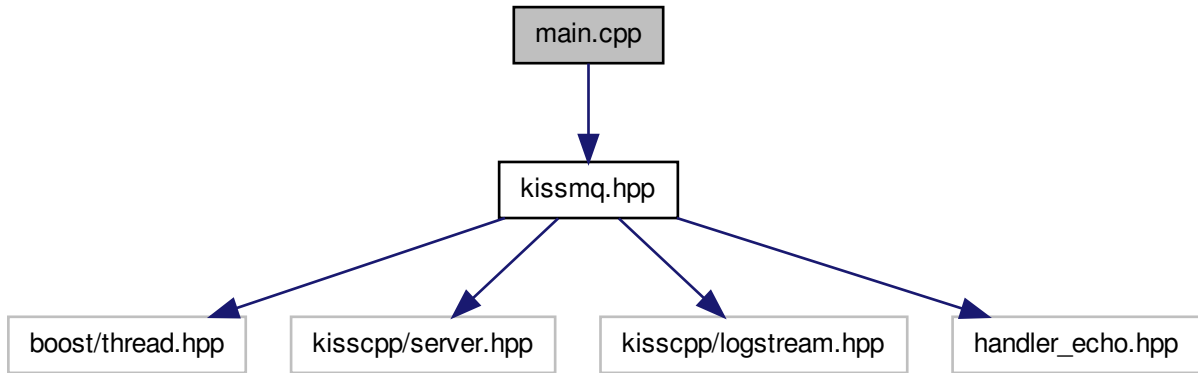 main.cpp
kissmq.hpp
boost/thread.hpp
kisscpp/server.hpp
kisscpp/logstream.hpp
handler_echo.hpp